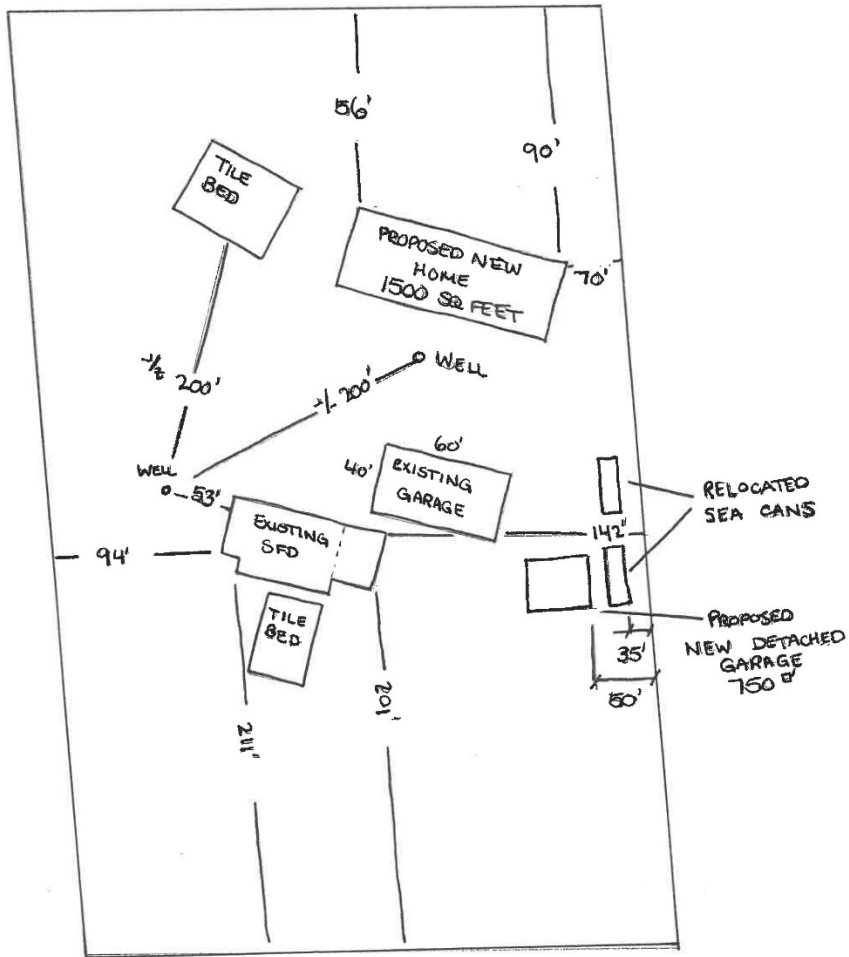 56'
90'
TILE
BED
PROPOSED NEW
HOME
1500 SQ FEET
70'
+/- 200'
+/- 200'
WELL
WELL
53'
60'
40'
EXISTING
GARAGE
RELOCATED
SEA CANS
EXISTING
SFD
142'
94'
TILE
BED
PROPOSED
NEW DETACHED
GARAGE
750 □'
35'
50'
211'
201'